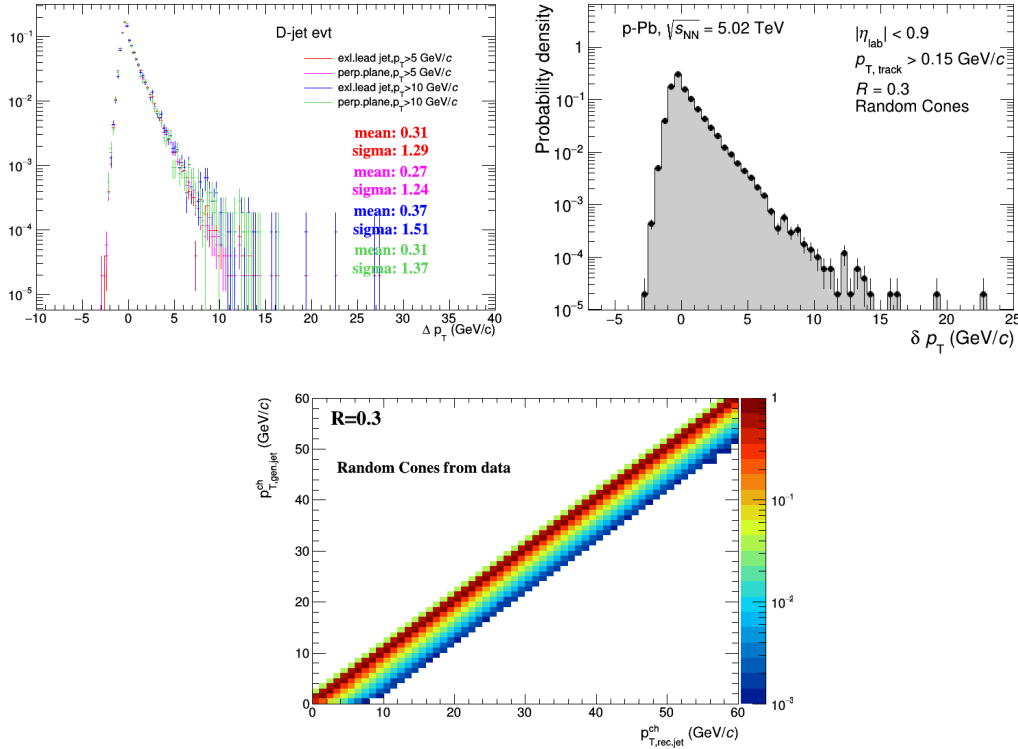 D-jet evt
exl.lead jet,p_T>5 GeV/c
perp.plane,p_T>5 GeV/c
exl.lead jet,p_T>10 GeV/c
perp.plane,p_T>10 GeV/c
mean: 0.31
sigma: 1.29
mean: 0.27
sigma: 1.24
mean: 0.37
sigma: 1.51
mean: 0.31
sigma: 1.37
10^−1
10^−2
10^−3
10^−4
10^−5
−10 −5 0 5 10 15 20 25 30 35 40
Δ p_T (GeV/c)
Probability density
p-Pb, √s_NN = 5.02 TeV
|η_lab| < 0.9
p_T, track > 0.15 GeV/c
R = 0.3
Random Cones
1
10^−1
10^−2
10^−3
10^−4
10^−5
−5 0 5 10 15 20 25
δ p_T (GeV/c)
p^ch_T,gen.jet (GeV/c)
R=0.3
Random Cones from data
60
50
40
30
20
10
0
0 10 20 30 40 50 60
p^ch_T,rec.jet (GeV/c)
1
10^−1
10^−2
10^−3